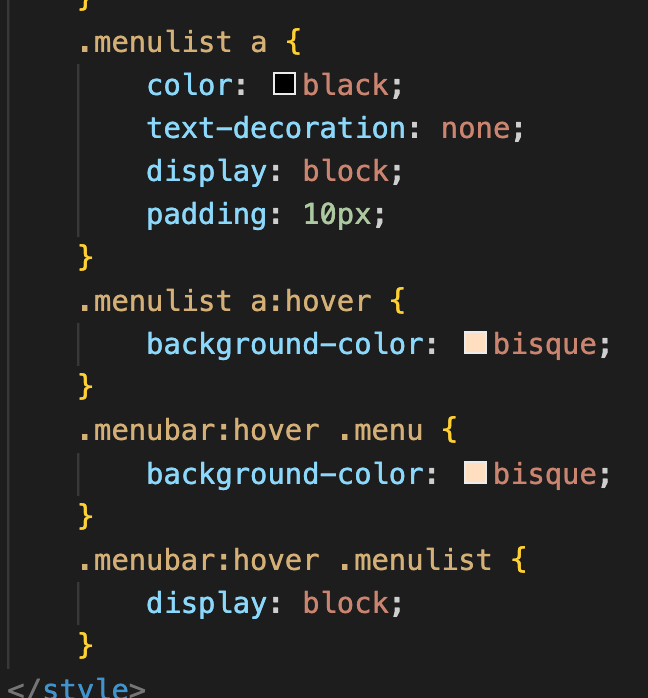 }
.menulist a {
color: black;
text-decoration: none;
display: block;
padding: 10px;
}
.menulist a:hover {
background-color: bisque;
}
.menubar:hover .menu {
background-color: bisque;
}
.menubar:hover .menulist {
display: block;
}
</style>